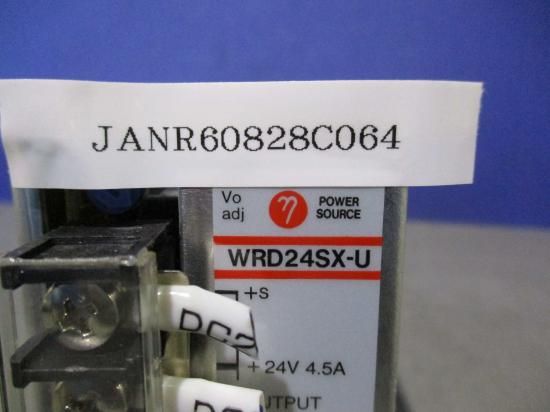 JANR60828C064
Vo
adj
η POWER
SOURCE
WRD24SX-U
+S
+24V 4.5A